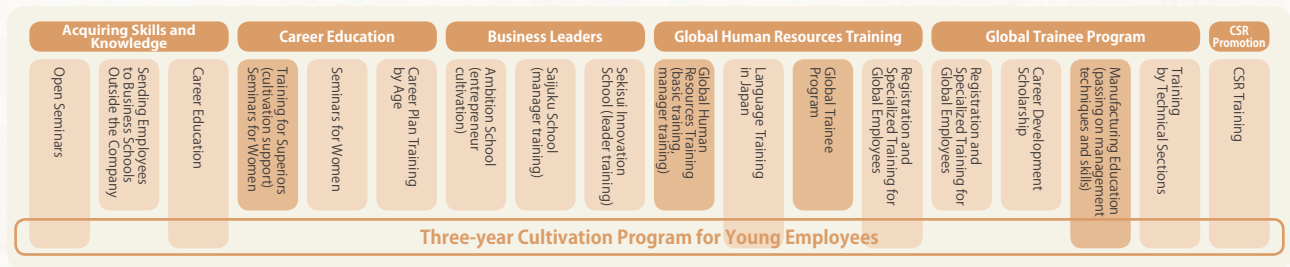 Acquiring Skills and
Knowledge
Career Education
Business Leaders
Global Human Resources Training
Global Trainee Program
CSR
Promotion
Open Seminars
Sending Employees
to Business Schools
Outside the Company
Career Education
Training for Superiors
(cultivation support)
Seminars for Women
Seminars for Women
Career Plan Training
by Age
Ambition School
(entrepreneur
cultivation)
Saijuku School
(manager training)
Sekisui Innovation
School (leader training)
Global Human
Resources Training
(basic training,
manager training)
Language Training
in Japan
Global Trainee
Program
Registration and
Specialized Training for
Global Employees
Registration and
Specialized Training for
Global Employees
Career Development
Scholarship
Manufacturing Education
(passing on management
techniques and skills)
Training
by Technical Sections
CSR Training
Three-year Cultivation Program for Young Employees